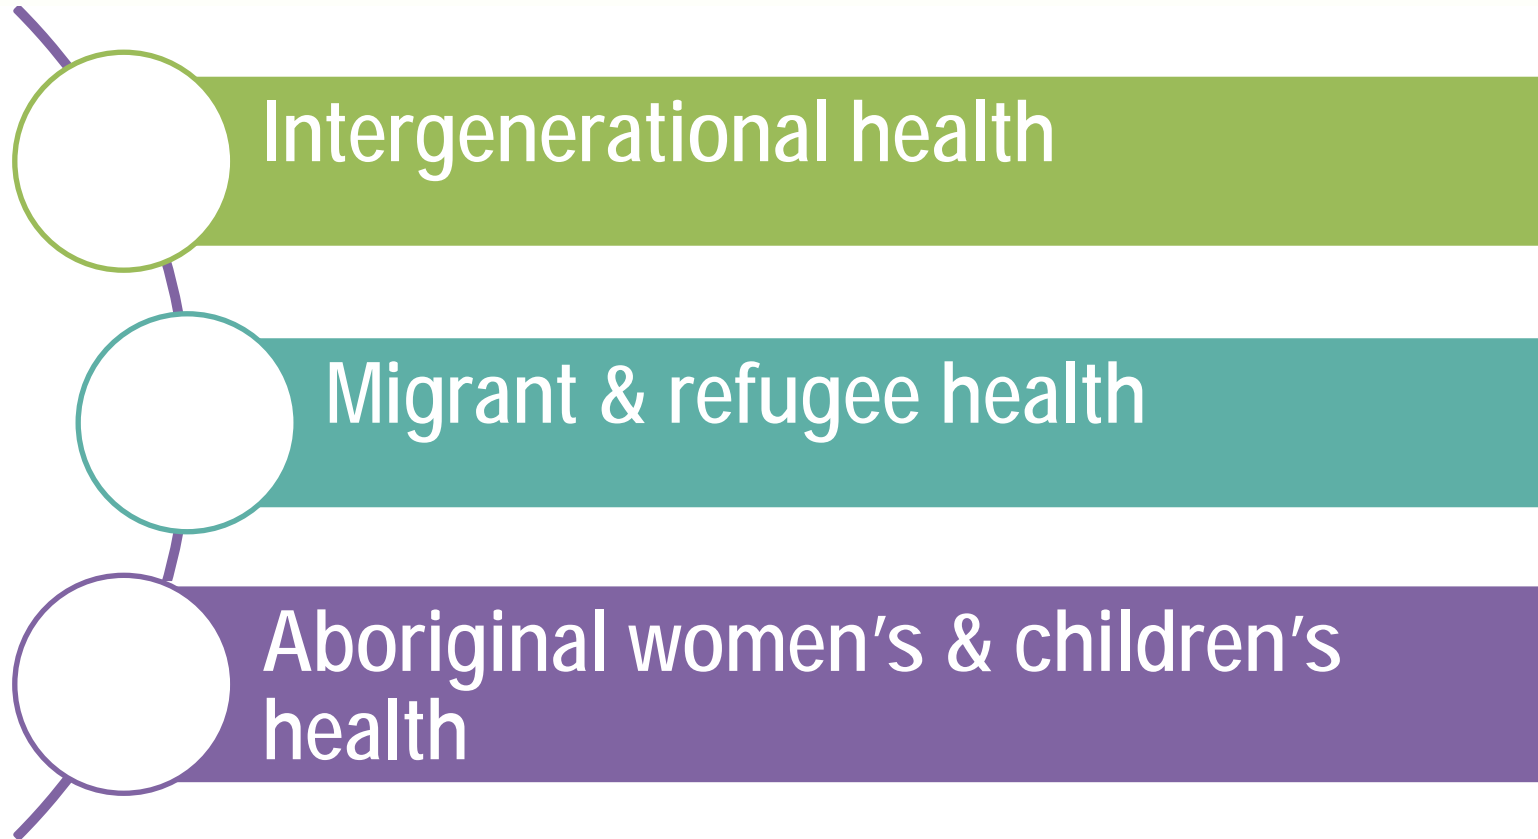 Intergenerational health
Migrant & refugee health
Aboriginal women’s & children’s
health